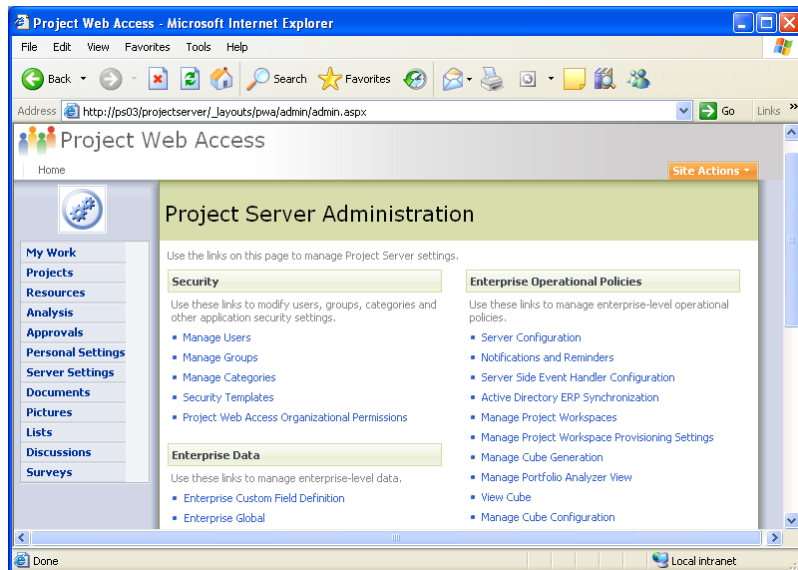 Project Web Access - Microsoft Internet Explorer
File Edit View Favorites Tools Help
Back Search Favorites
Address http://ps03/projectserver/_layouts/pwa/admin/admin.aspx Go Links »
Project Web Access
Home
Site Actions
Project Server Administration
My Work
Projects
Resources
Analysis
Approvals
Personal Settings
Server Settings
Documents
Pictures
Lists
Discussions
Surveys
Use the links on this page to manage Project Server settings.
Security
Use these links to modify users, groups, categories and
other application security settings.
Manage Users
Manage Groups
Manage Categories
Security Templates
Project Web Access Organizational Permissions
Enterprise Data
Use these links to manage enterprise-level data.
Enterprise Custom Field Definition
Enterprise Global
Enterprise Operational Policies
Use these links to manage enterprise-level operational
policies.
Server Configuration
Notifications and Reminders
Server Side Event Handler Configuration
Active Directory ERP Synchronization
Manage Project Workspaces
Manage Project Workspace Provisioning Settings
Manage Cube Generation
Manage Portfolio Analyzer View
View Cube
Manage Cube Configuration
Done
Local intranet